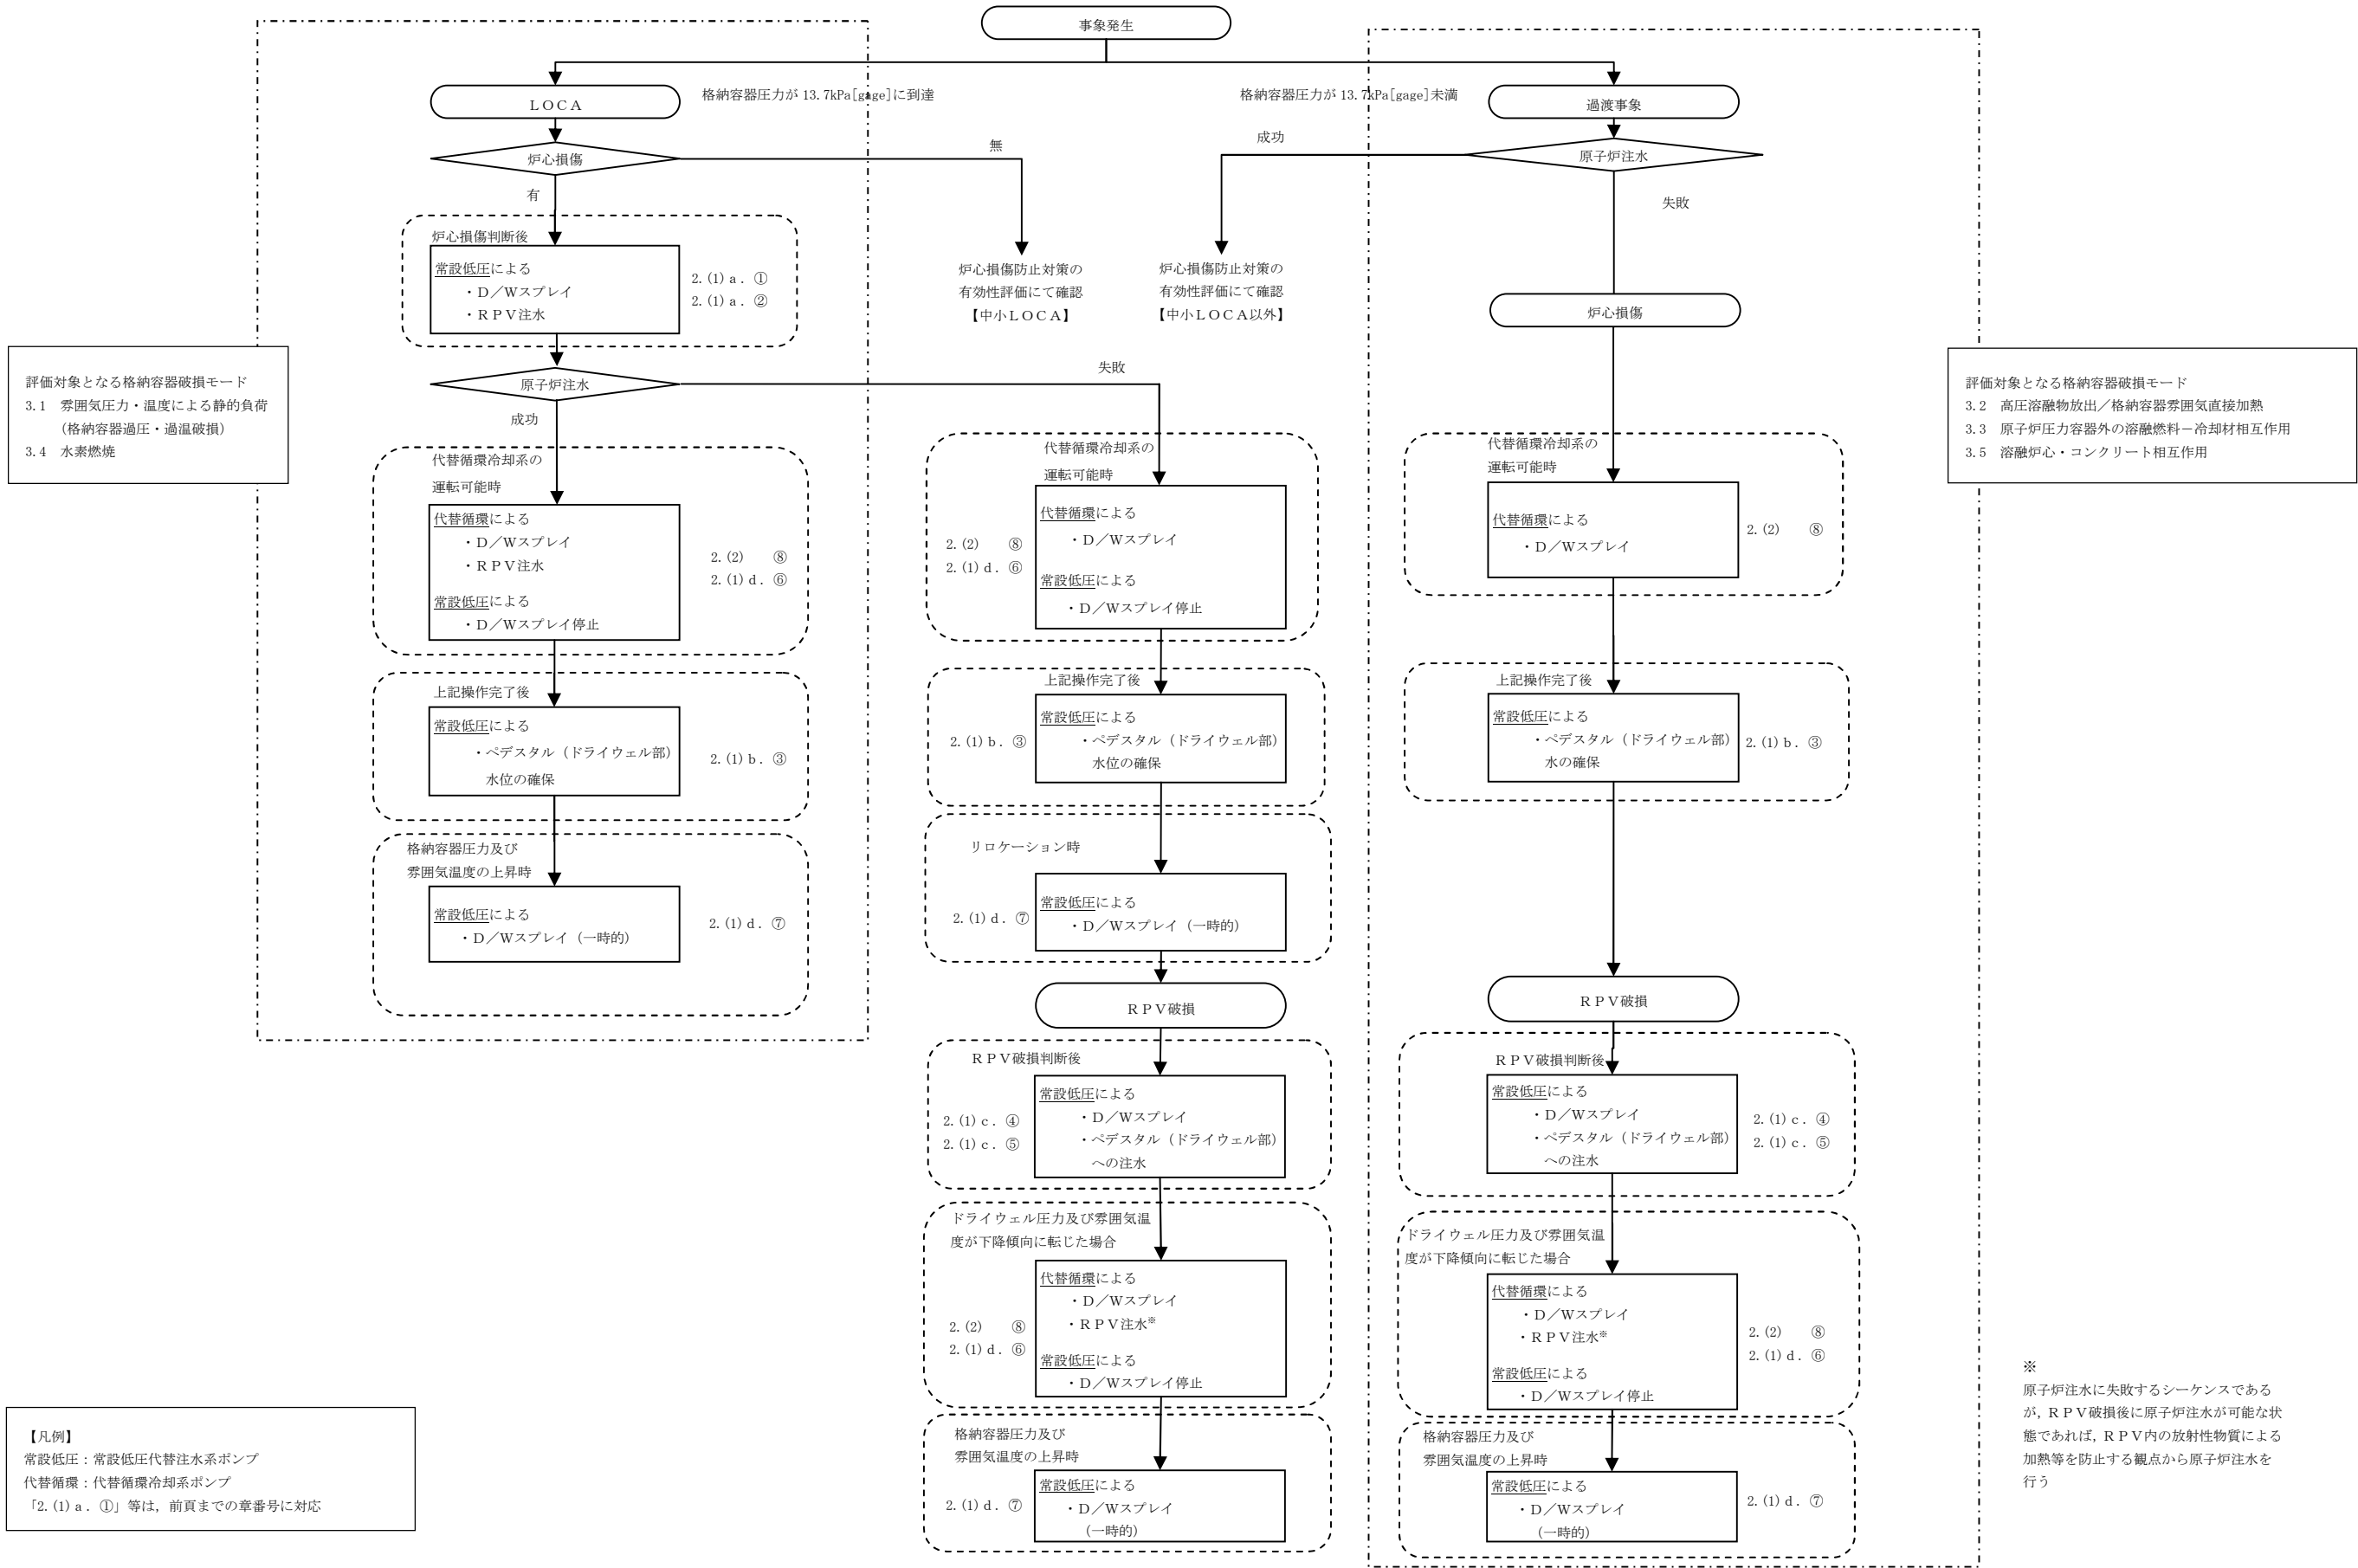 事象発生
LOCA
格納容器圧力が 13.7kPa[gage]に到達
格納容器圧力が 13.7kPa[gage]未満
過渡事象
炉心損傷
無
有
成功
原子炉注水
失敗
炉心損傷判断後
常設低圧による
・D/Wスプレイ
・RPV注水
2.(1)a.①
2.(1)a.②
炉心損傷防止対策の
有効性評価にて確認
【中小LOCA】
炉心損傷防止対策の
有効性評価にて確認
【中小LOCA以外】
炉心損傷
評価対象となる格納容器破損モード
3.1 雰囲気圧力・温度による静的負荷
(格納容器過圧・過温破損)
3.4 水素燃焼
原子炉注水
失敗
成功
評価対象となる格納容器破損モード
3.2 高圧溶融物放出/格納容器雰囲気直接加熱
3.3 原子炉圧力容器外の溶融燃料-冷却材相互作用
3.5 溶融炉心・コンクリート相互作用
代替循環冷却系の
運転可能時
代替循環による
・D/Wスプレイ
・RPV注水
常設低圧による
・D/Wスプレイ停止
2.(2) ⑧
2.(1)d.⑥
上記操作完了後
常設低圧による
・ペデスタル(ドライウェル部)
水位の確保
2.(1)b.③
格納容器圧力及び
雰囲気温度の上昇時
常設低圧による
・D/Wスプレイ(一時的)
2.(1)d.⑦
代替循環冷却系の
運転可能時
代替循環による
・D/Wスプレイ
常設低圧による
・D/Wスプレイ停止
2.(2) ⑧
2.(1)d.⑥
上記操作完了後
常設低圧による
・ペデスタル(ドライウェル部)
水位の確保
2.(1)b.③
リロケーション時
常設低圧による
・D/Wスプレイ(一時的)
2.(1)d.⑦
RPV破損
RPV破損判断後
常設低圧による
・D/Wスプレイ
・ペデスタル(ドライウェル部)
への注水
2.(1)c.④
2.(1)c.⑤
ドライウェル圧力及び雰囲気温
度が下降傾向に転じた場合
代替循環による
・D/Wスプレイ
・RPV注水※
常設低圧による
・D/Wスプレイ停止
2.(2) ⑧
2.(1)d.⑥
格納容器圧力及び
雰囲気温度の上昇時
常設低圧による
・D/Wスプレイ
(一時的)
2.(1)d.⑦
代替循環冷却系の
運転可能時
代替循環による
・D/Wスプレイ
2.(2) ⑧
上記操作完了後
常設低圧による
・ペデスタル(ドライウェル部)
水の確保
2.(1)b.③
RPV破損
RPV破損判断後
常設低圧による
・D/Wスプレイ
・ペデスタル(ドライウェル部)
への注水
2.(1)c.④
2.(1)c.⑤
ドライウェル圧力及び雰囲気温
度が下降傾向に転じた場合
代替循環による
・D/Wスプレイ
・RPV注水※
常設低圧による
・D/Wスプレイ停止
2.(2) ⑧
2.(1)d.⑥
格納容器圧力及び
雰囲気温度の上昇時
常設低圧による
・D/Wスプレイ
(一時的)
2.(1)d.⑦
※
原子炉注水に失敗するシーケンスである
が,RPV破損後に原子炉注水が可能な状
態であれば,RPV内の放射性物質による
加熱等を防止する観点から原子炉注水を
行う
【凡例】
常設低圧:常設低圧代替注水系ポンプ
代替循環:代替循環冷却系ポンプ
「2.(1)a.①」等は,前頁までの章番号に対応